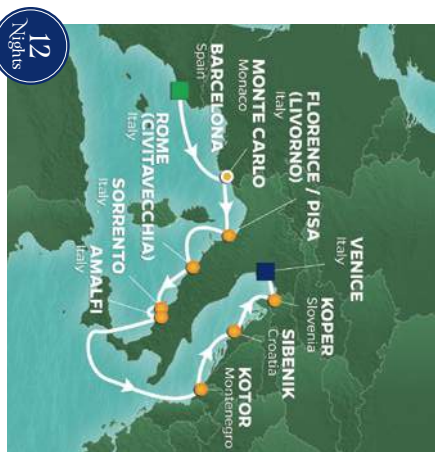 12
Nights
VENICE
Italy
KOPER
Slovenia
SIBENIK
Croatia
KOTOR
Montenegro
FLORENCE / PISA
(LIVORNO)
Italy
MONTE CARLO
Monaco
BARCELONA
Spain
ROME
(CIVITAVECCHIA)
Italy
SORRENTO
Italy
AMALFI
Italy